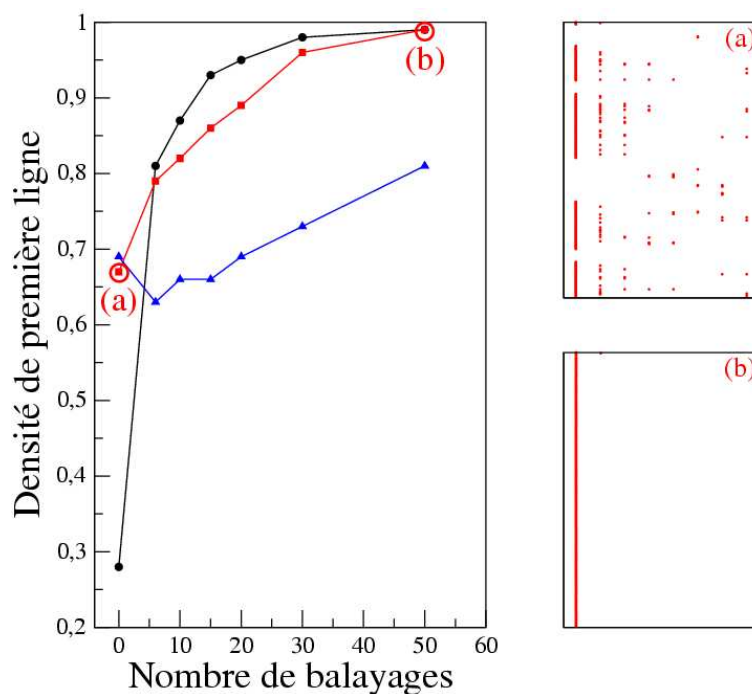 1
0,9
0,8
0,7
0,6
0,5
0,4
0,3
0,2
Densité de première ligne
(a)
(b)
0 10 20 30 40 50 60
Nombre de balayages
(a)
(b)